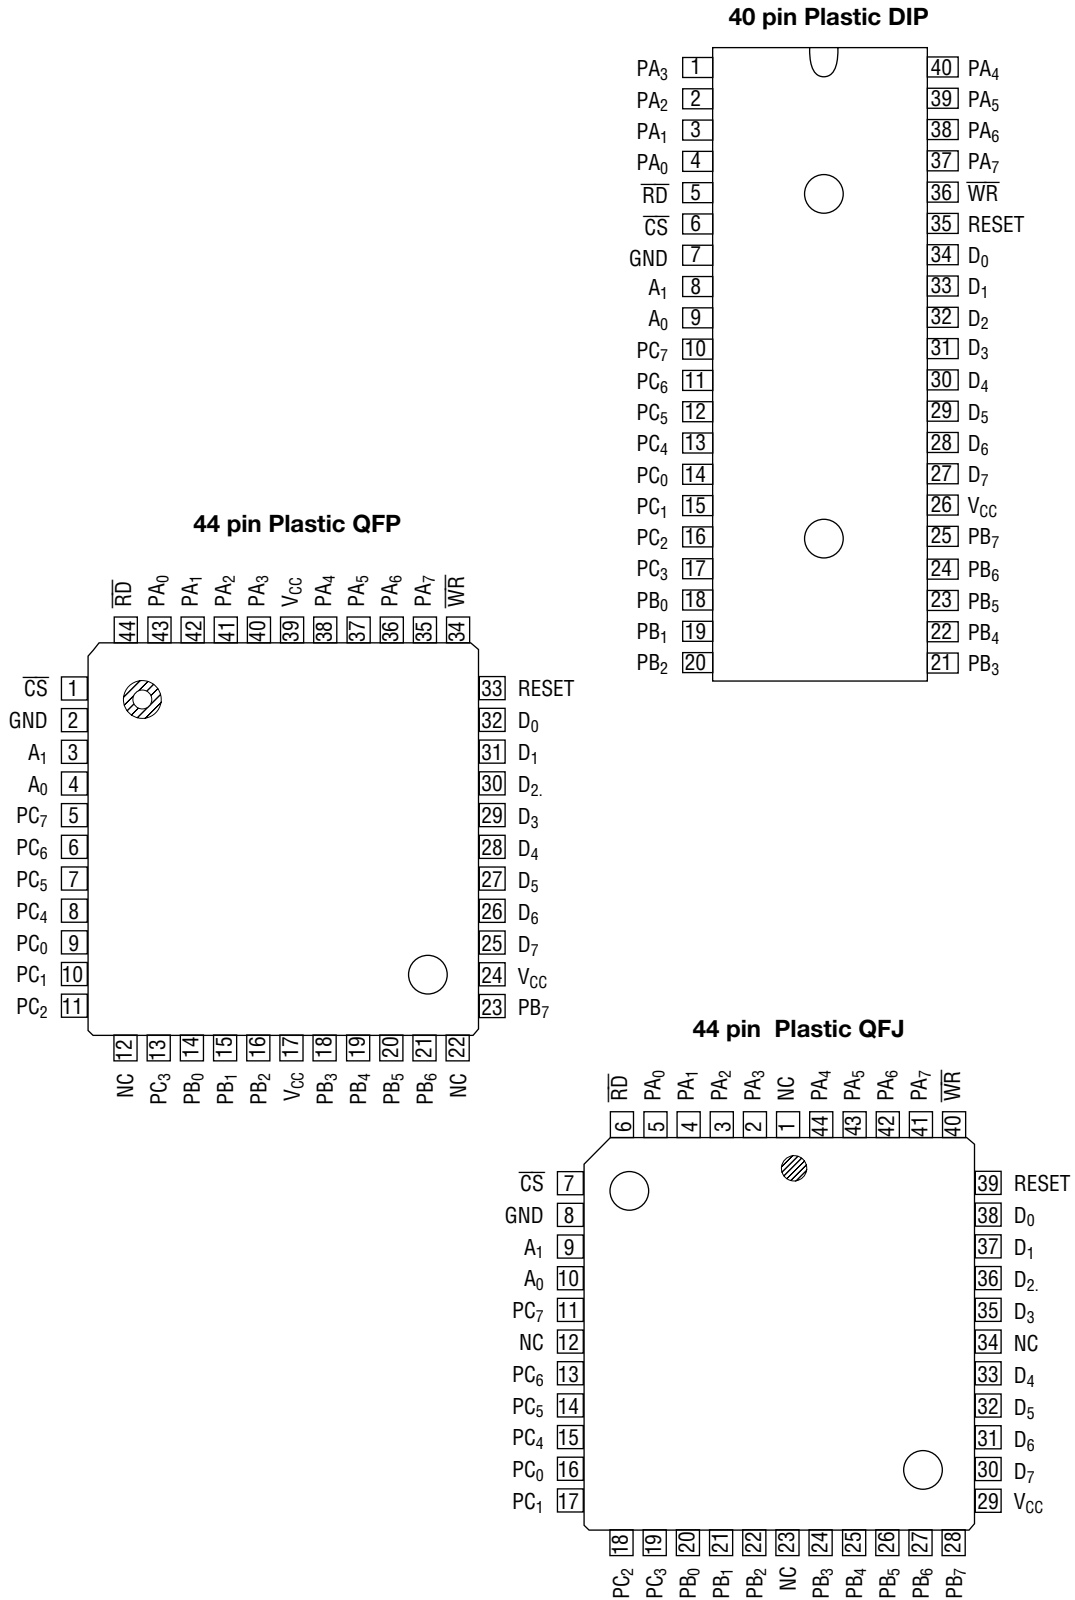 40 pin Plastic DIP
PA3 1 40 PA4
PA2 2 39 PA5
PA1 3 38 PA6
PA0 4 37 PA7
R̅D̅ 5 36 W̅R̅
C̅S̅ 6 35 RESET
GND 7 34 D0
A1 8 33 D1
A0 9 32 D2
PC7 10 31 D3
PC6 11 30 D4
PC5 12 29 D5
PC4 13 28 D6
PC0 14 27 D7
PC1 15 26 VCC
PC2 16 25 PB7
PC3 17 24 PB6
PB0 18 23 PB5
PB1 19 22 PB4
PB2 20 21 PB3
44 pin Plastic QFP
R̅D̅ PA0 PA1 PA2 PA3 VCC PA4 PA5 PA6 PA7 W̅R̅
44 43 42 41 40 39 38 37 36 35 34
C̅S̅ 1 33 RESET
GND 2 32 D0
A1 3 31 D1
A0 4 30 D2.
PC7 5 29 D3
PC6 6 28 D4
PC5 7 27 D5
PC4 8 26 D6
PC0 9 25 D7
PC1 10 24 VCC
PC2 11 23 PB7
12 13 14 15 16 17 18 19 20 21 22
NC PC3 PB0 PB1 PB2 VCC PB3 PB4 PB5 PB6 NC
44 pin Plastic QFJ
R̅D̅ PA0 PA1 PA2 PA3 NC PA4 PA5 PA6 PA7 W̅R̅
6 5 4 3 2 1 44 43 42 41 40
C̅S̅ 7 39 RESET
GND 8 38 D0
A1 9 37 D1
A0 10 36 D2.
PC7 11 35 D3
NC 12 34 NC
PC6 13 33 D4
PC5 14 32 D5
PC4 15 31 D6
PC0 16 30 D7
PC1 17 29 VCC
18 19 20 21 22 23 24 25 26 27 28
PC2 PC3 PB0 PB1 PB2 NC PB3 PB4 PB5 PB6 PB7